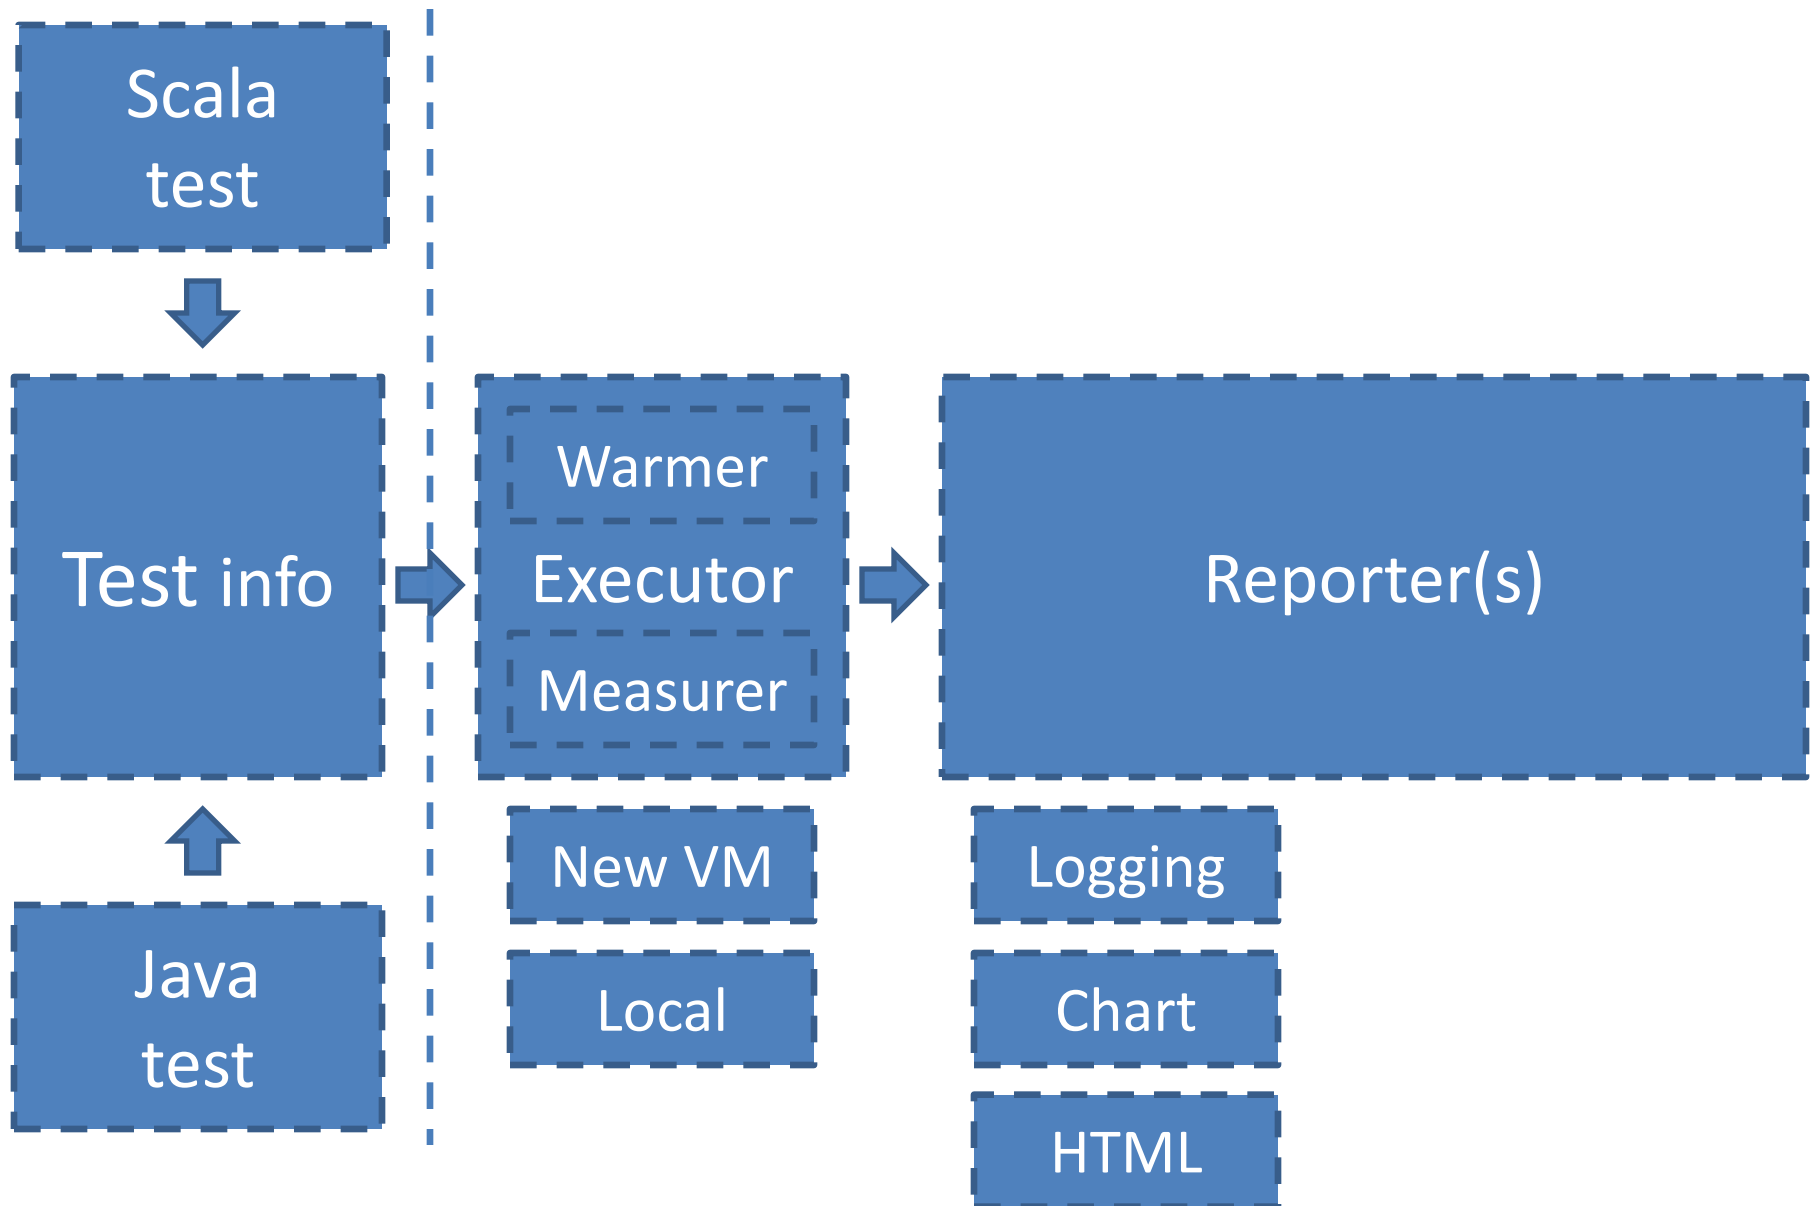 Scala
test
Test info
Java
test
Warmer
Executor
Measurer
New VM
Local
Reporter(s)
Logging
Chart
HTML